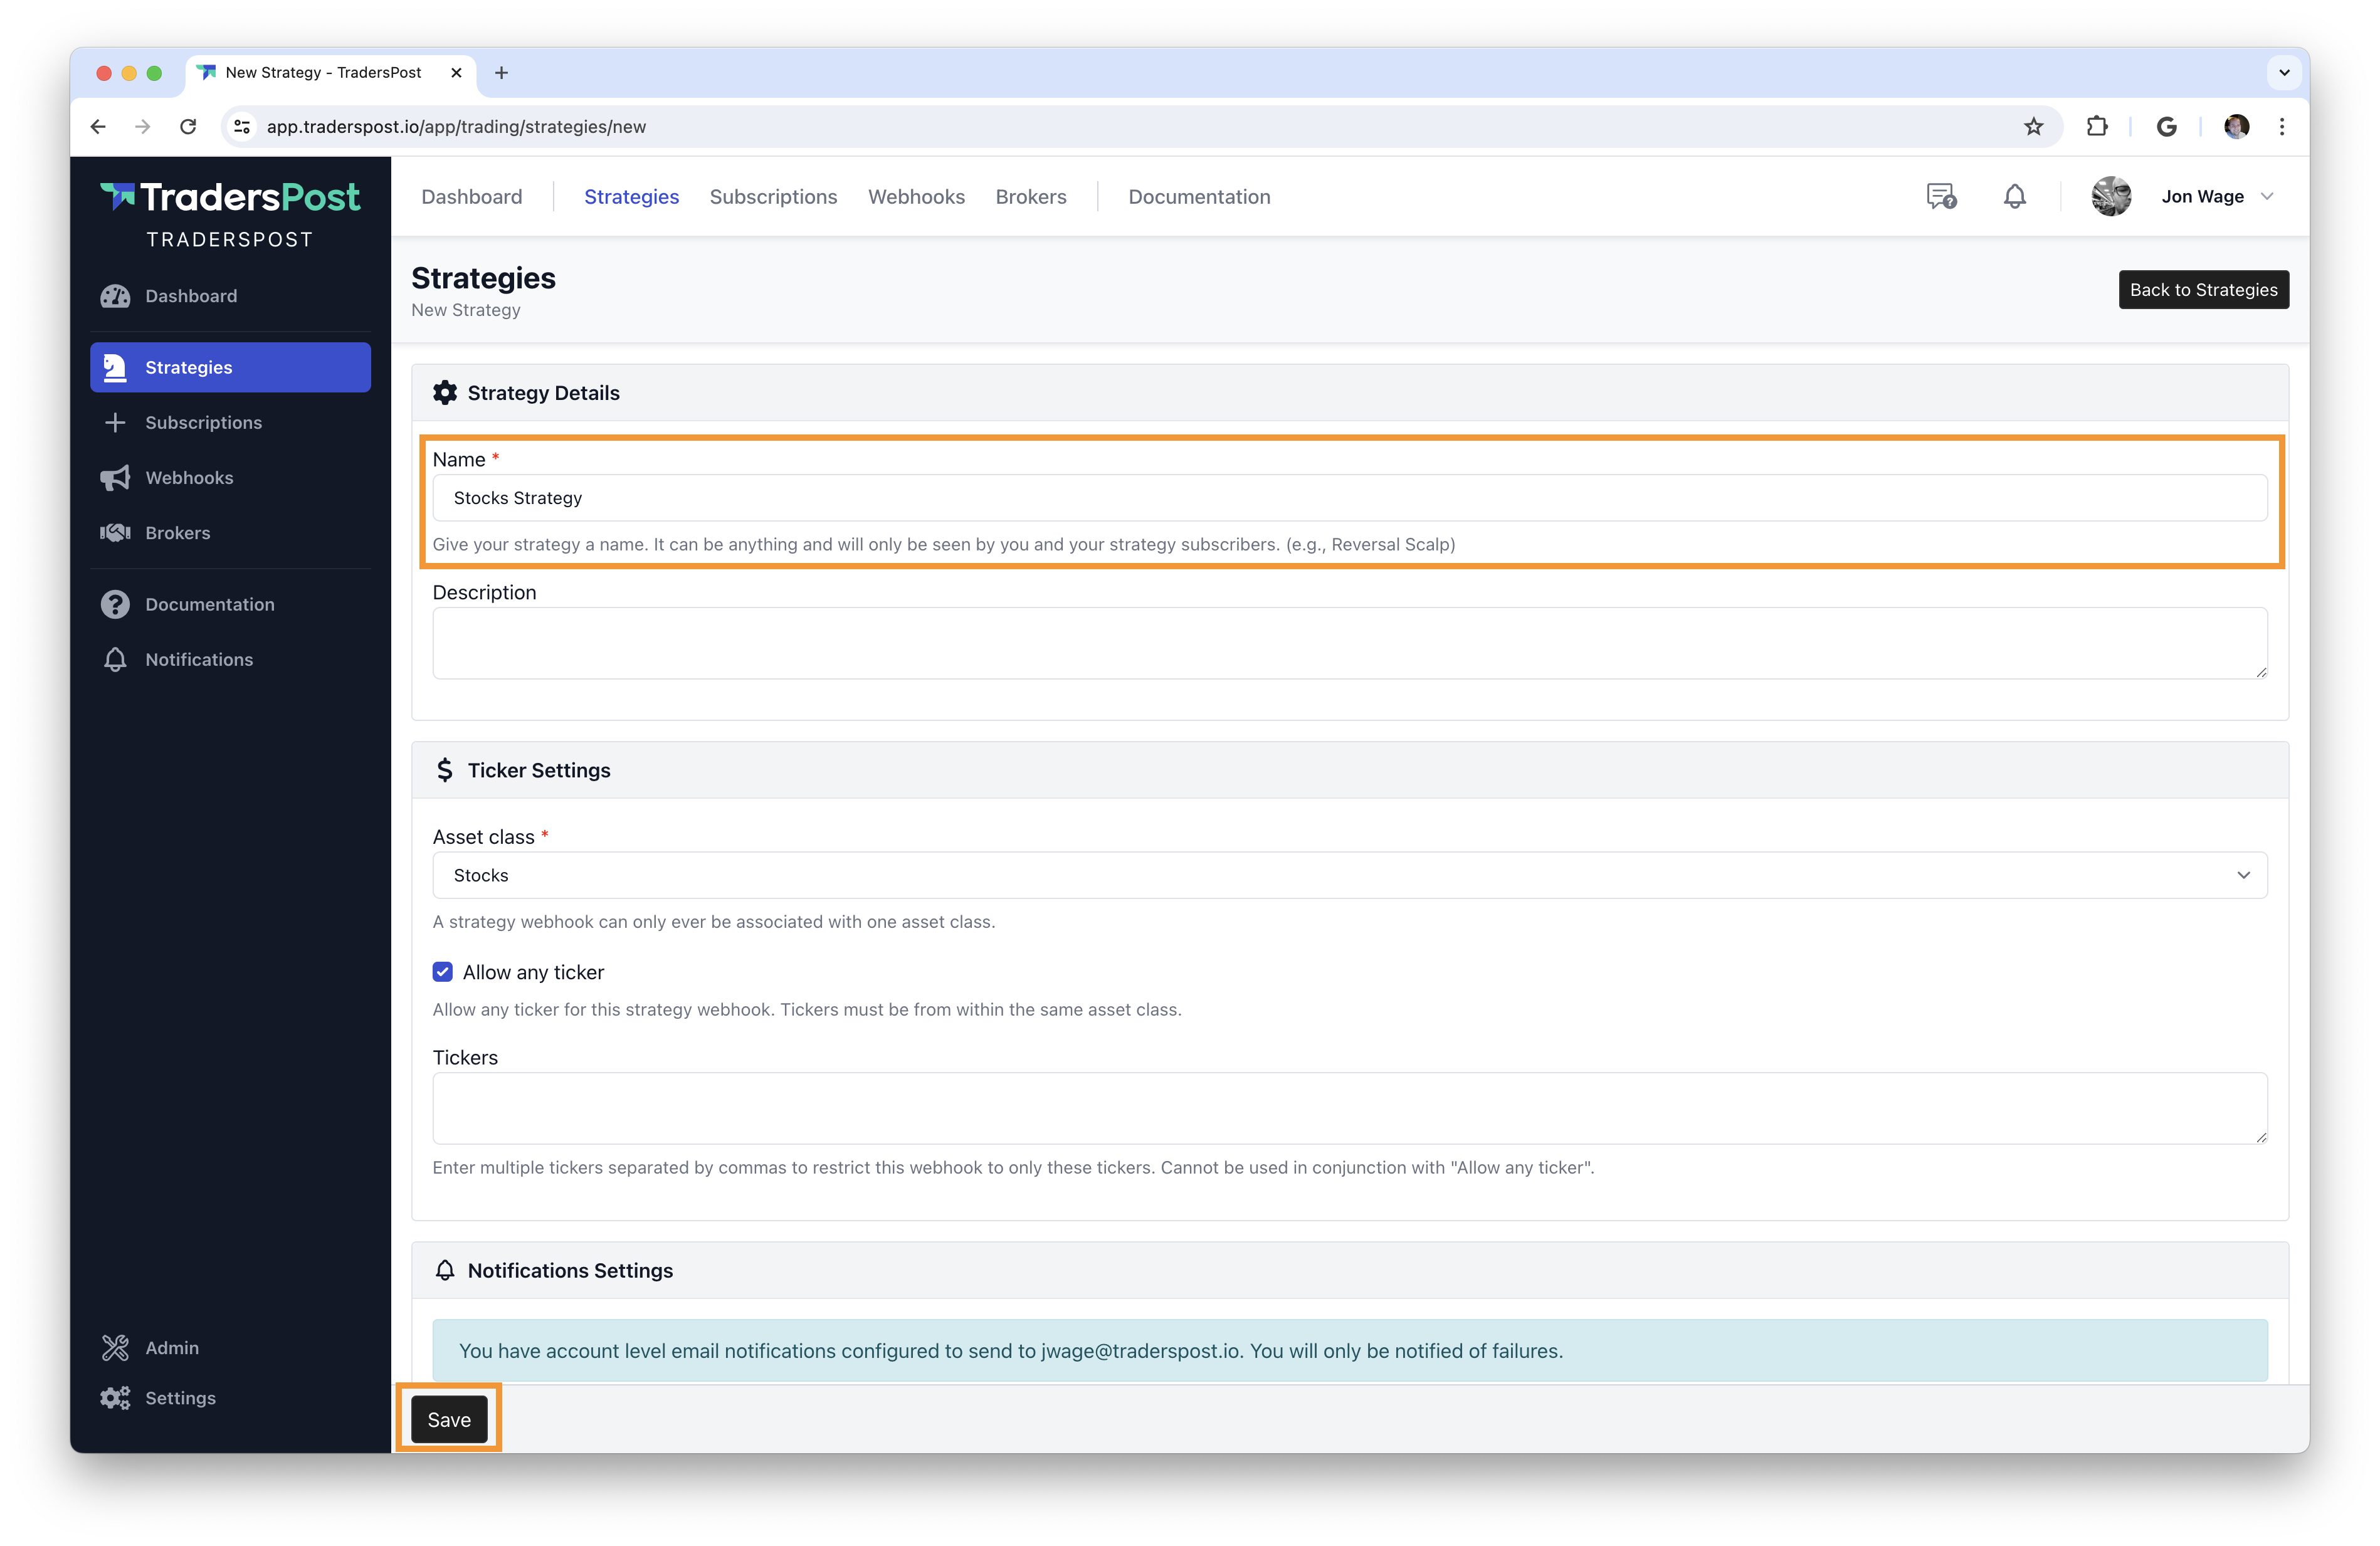 New Strategy - TradersPost
app.traderspost.io/app/trading/strategies/new
TradersPost
TRADERSPOST
Dashboard
Strategies
Subscriptions
Webhooks
Brokers
Documentation
Notifications
Admin
Settings
Dashboard Strategies Subscriptions Webhooks Brokers Documentation Jon Wage
Strategies
New Strategy
Back to Strategies
Strategy Details
Name *
Stocks Strategy
Give your strategy a name. It can be anything and will only be seen by you and your strategy subscribers. (e.g., Reversal Scalp)
Description
Ticker Settings
Asset class *
Stocks
A strategy webhook can only ever be associated with one asset class.
Allow any ticker
Allow any ticker for this strategy webhook. Tickers must be from within the same asset class.
Tickers
Enter multiple tickers separated by commas to restrict this webhook to only these tickers. Cannot be used in conjunction with "Allow any ticker".
Notifications Settings
You have account level email notifications configured to send to jwage@traderspost.io. You will only be notified of failures.
Save